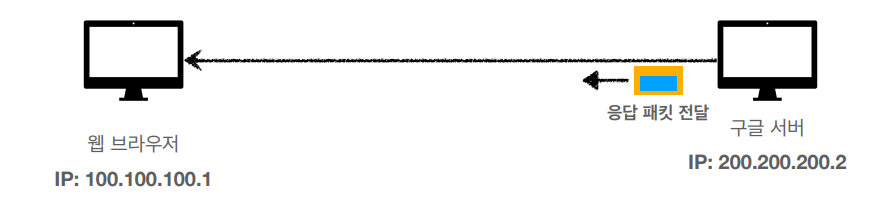 응답 패킷 전달
웹 브라우저
IP: 100.100.100.1
구글 서버
IP: 200.200.200.2